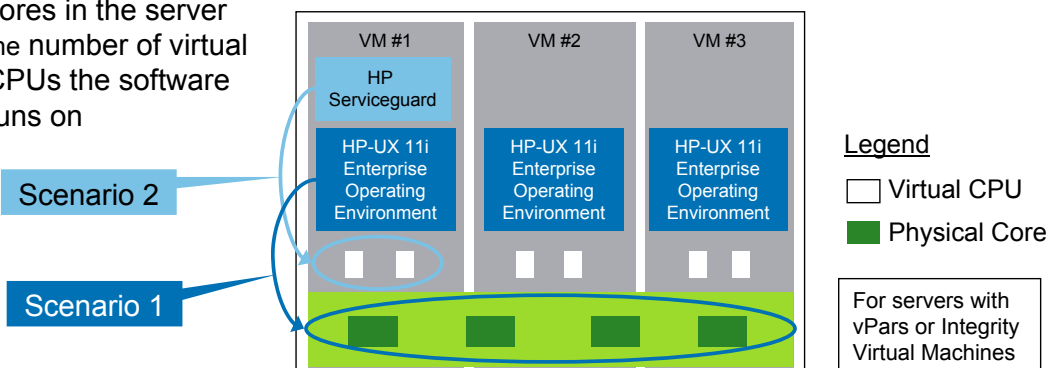 ores in the server
ne number of virtual
CPUs the software
uns on
Scenario 2
Scenario 1
VM #1
VM #2
VM #3
HP
Serviceguard
HP-UX 11i
Enterprise
Operating
Environment
HP-UX 11i
Enterprise
Operating
Environment
HP-UX 11i
Enterprise
Operating
Environment
Legend
Virtual CPU
Physical Core
For servers with
vPars or Integrity
Virtual Machines